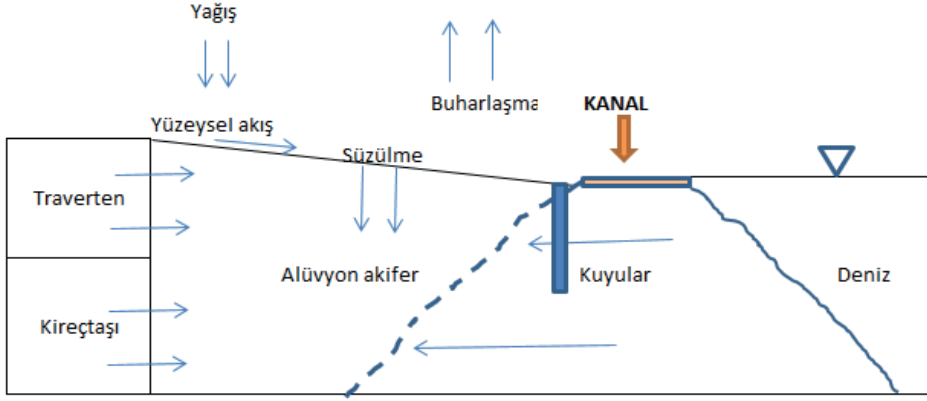 Yağış
Buharlaşma
KANAL
Yüzeysel akış
Süzülme
Traverten
Alüvyon akifer
Kuyular
Deniz
Kireçtaşı